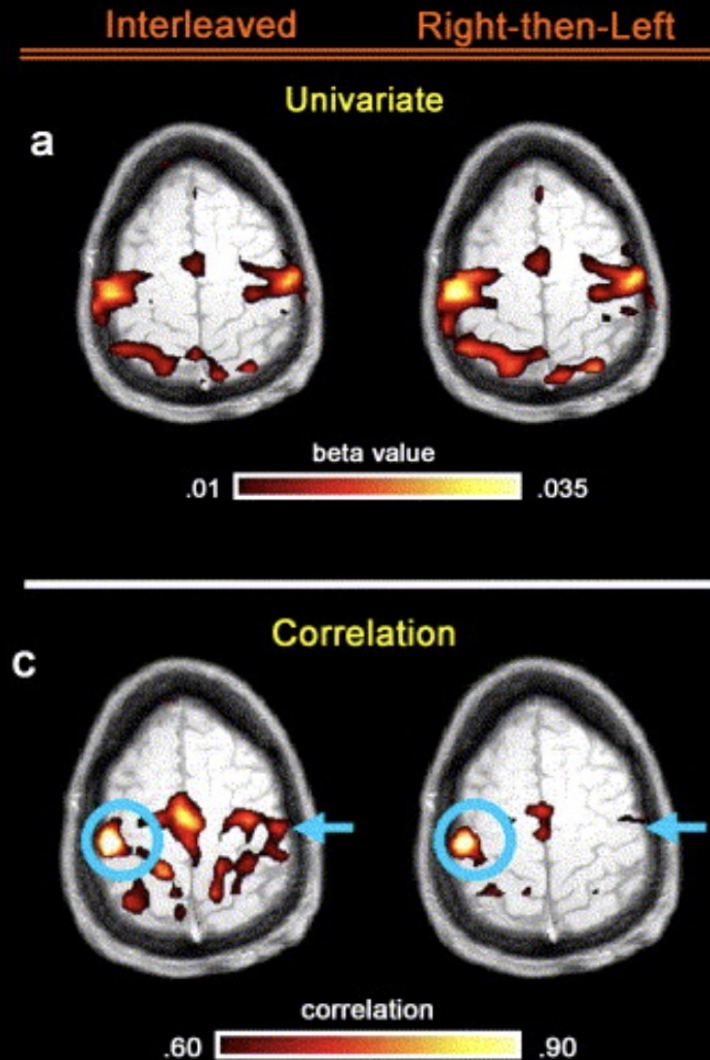 Interleaved Right-then-Left
Univariate
a
beta value
.01 .035
Correlation
c
correlation
.60 .90